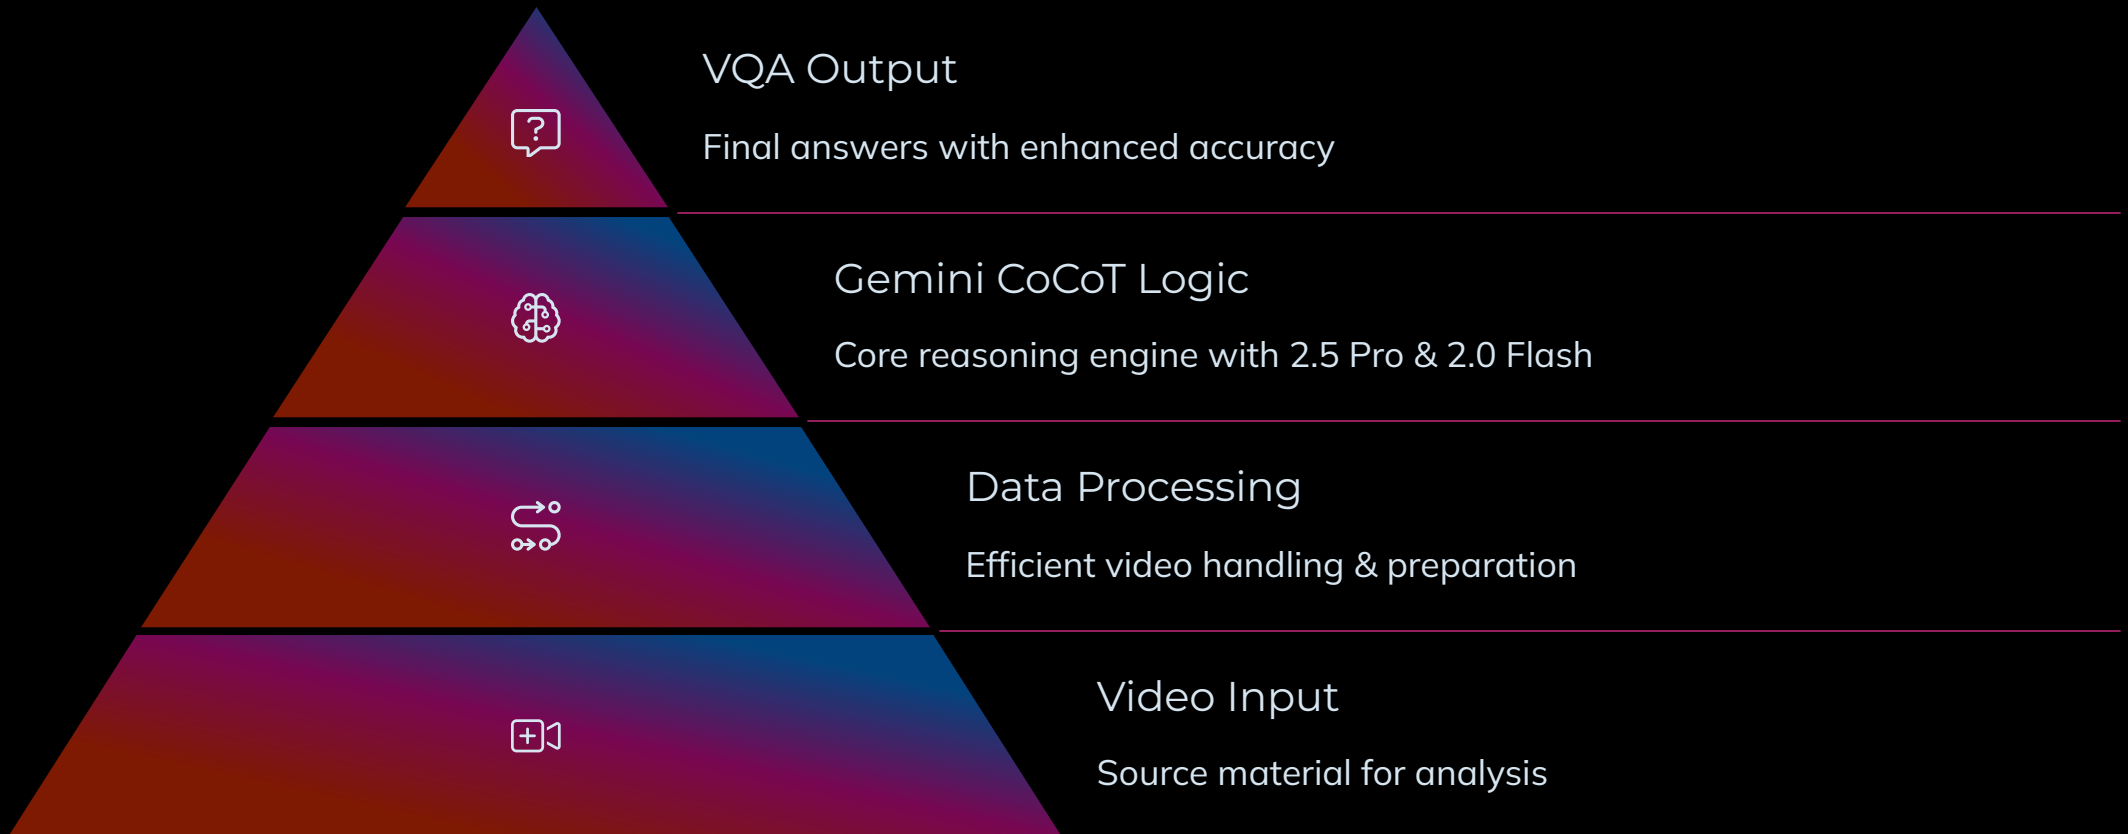 VQA Output
Final answers with enhanced accuracy
Gemini CoCoT Logic
Core reasoning engine with 2.5 Pro & 2.0 Flash
Data Processing
Efficient video handling & preparation
Video Input
Source material for analysis